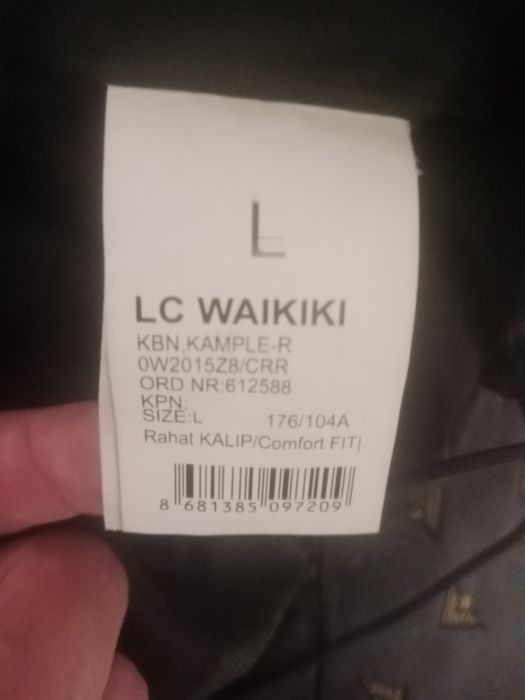 L
LC WAIKIKI
KBN,KAMPLE-R
0W2015Z8/CRR
ORD NR:612588
KPN:
SIZE:L 176/104A
Rahat KALIP/Comfort FIT|
8 681385 097209